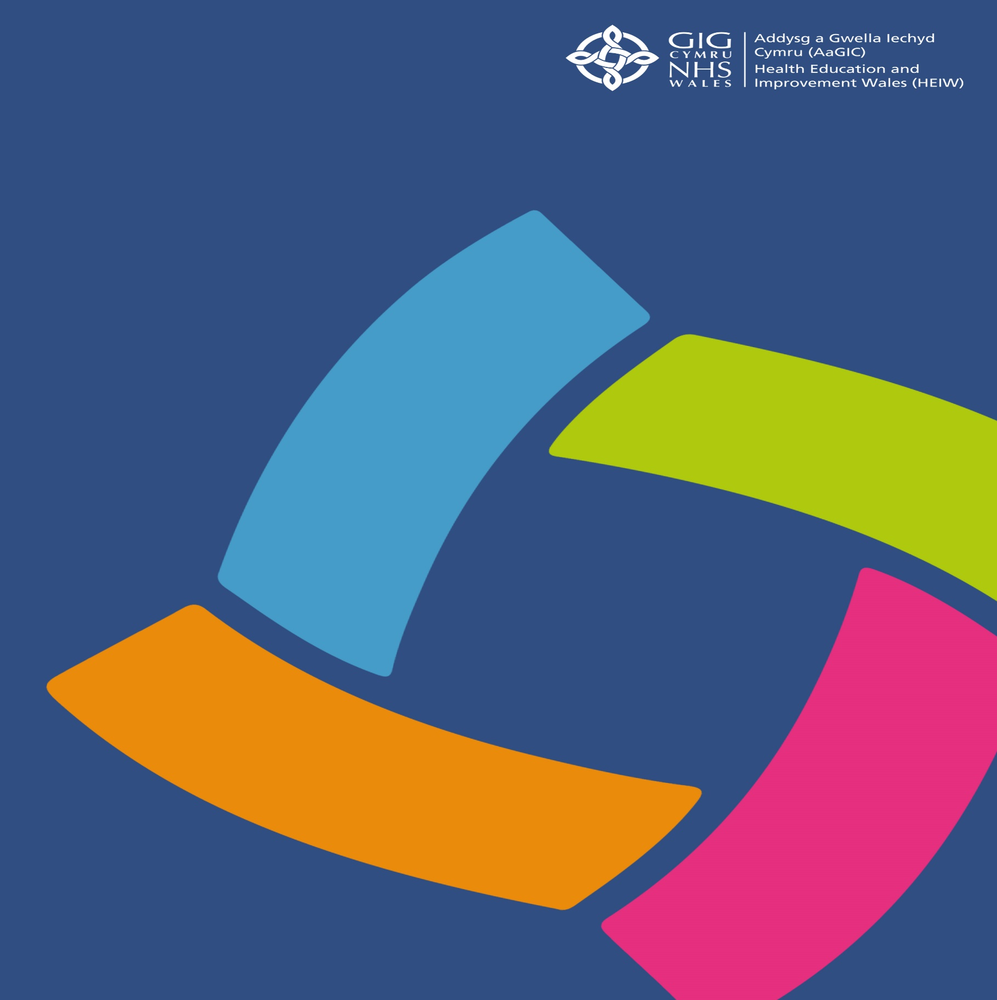 GIG
CYMRU
NHS
WALES
Addysg a Gwella Iechyd
Cymru (AaGIC)
Health Education and
Improvement Wales (HEIW)